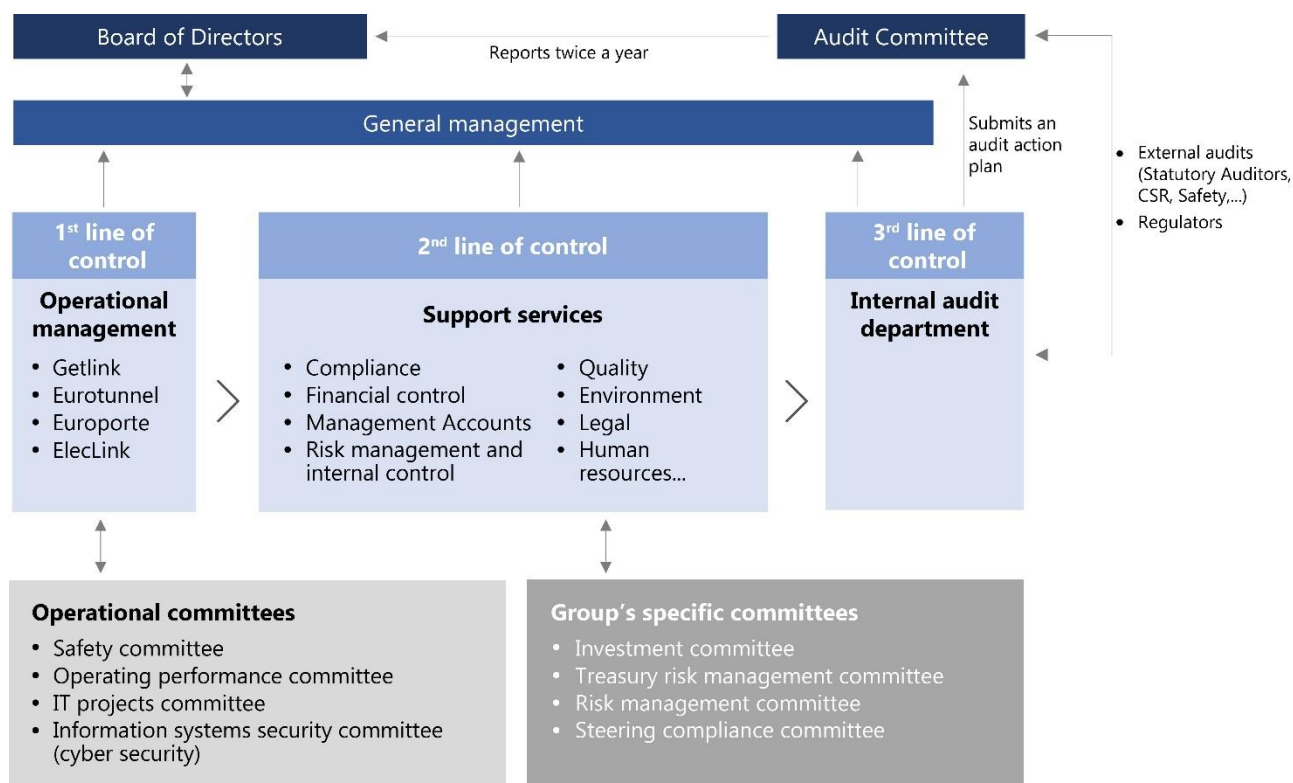 Board of Directors
Reports twice a year
Audit Committee
General management
Submits an
audit action
plan
• External audits
(Statutory Auditors,
CSR, Safety,...)
• Regulators
1st line of
control
Operational
management
• Getlink
• Eurotunnel
• Europorte
• ElecLink
2nd line of control
Support services
• Compliance
• Financial control
• Management Accounts
• Risk management and
internal control
• Quality
• Environment
• Legal
• Human
resources...
3rd line of
control
Internal audit
department
Operational committees
• Safety committee
• Operating performance committee
• IT projects committee
• Information systems security committee
(cyber security)
Group's specific committees
• Investment committee
• Treasury risk management committee
• Risk management committee
• Steering compliance committee